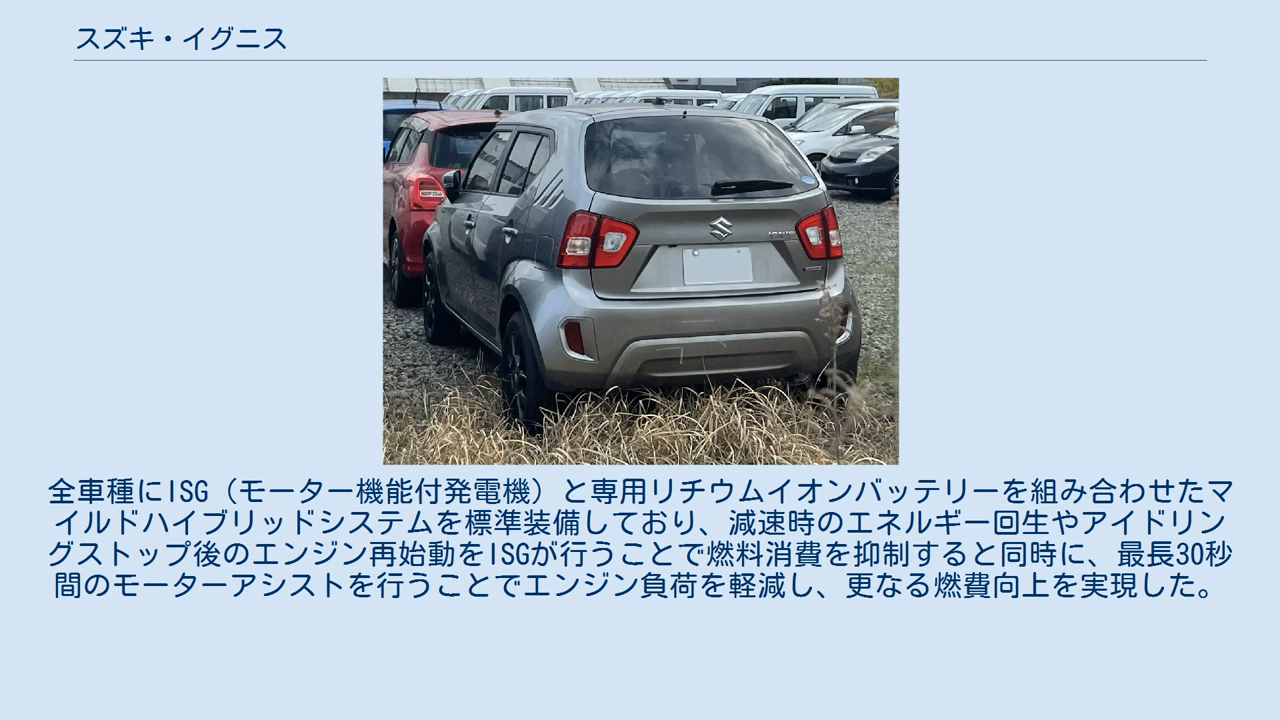 スズキ・イグニス
IGNIS
全車種にISG（モーター機能付発電機）と専用リチウムイオンバッテリーを組み合わせたマ
イルドハイブリッドシステムを標準装備しており、減速時のエネルギー回生やアイドリン
グストップ後のエンジン再始動をISGが行うことで燃料消費を抑制すると同時に、最長30秒
間のモーターアシストを行うことでエンジン負荷を軽減し、更なる燃費向上を実現した。